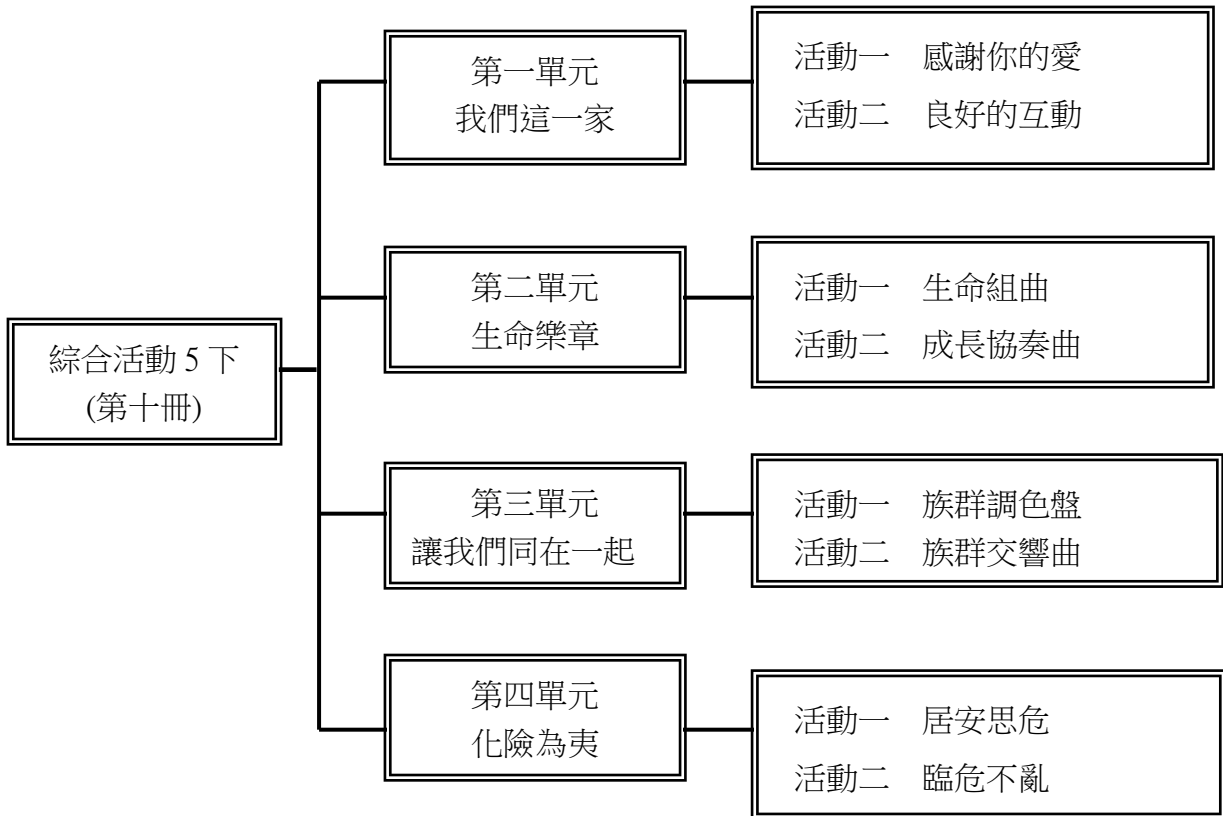 綜合活動 5 下
(第十冊)
第一單元
我們這一家
活動一　感謝你的愛
活動二　良好的互動
第二單元
生命樂章
活動一　生命組曲
活動二　成長協奏曲
第三單元
讓我們同在一起
活動一　族群調色盤
活動二　族群交響曲
第四單元
化險為夷
活動一　居安思危
活動二　臨危不亂